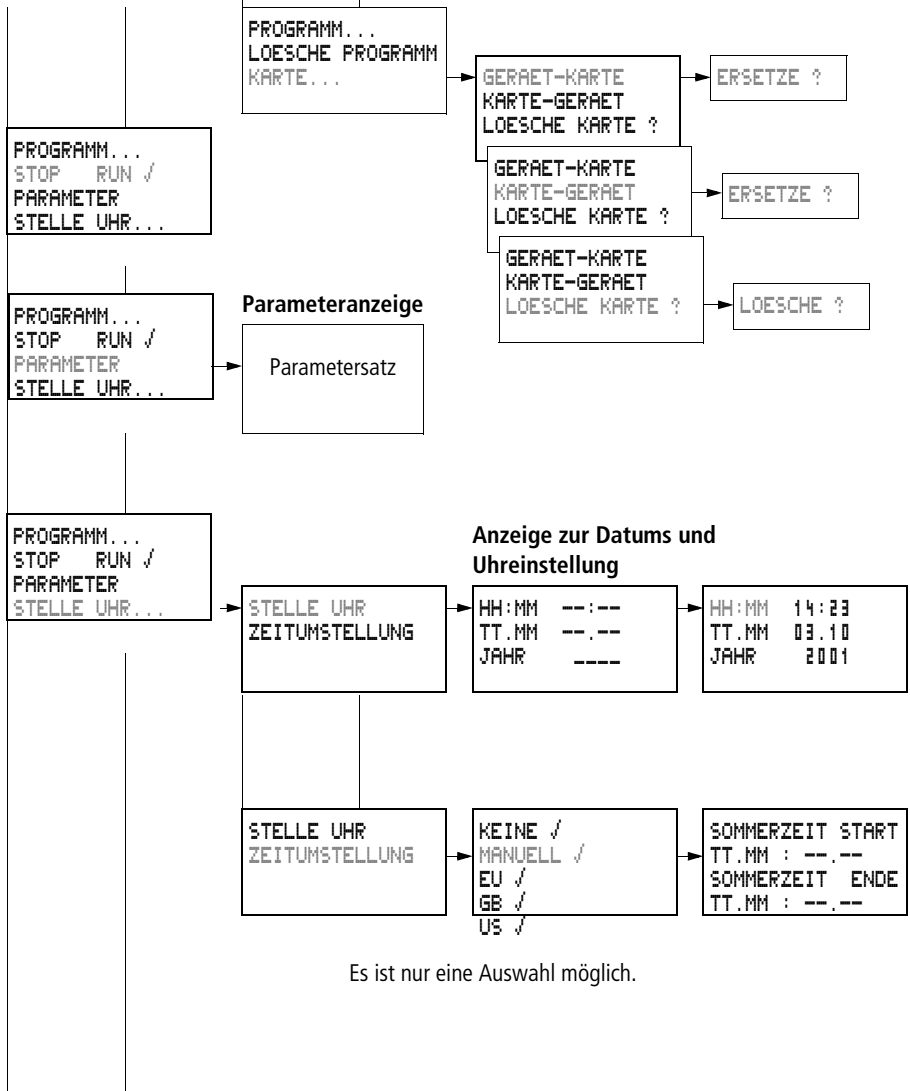 PROGRAMM...
LOESCHE PROGRAMM
KARTE...
GERAET-KARTE
KARTE-GERAET
LOESCHE KARTE ?
ERSETZE ?
GERAET-KARTE
KARTE-GERAET
LOESCHE KARTE ?
ERSETZE ?
GERAET-KARTE
KARTE-GERAET
LOESCHE KARTE ?
LOESCHE ?
PROGRAMM...
STOP RUN √
PARAMETER
STELLE UHR...
PROGRAMM...
STOP RUN √
PARAMETER
STELLE UHR...
Parameteranzeige
Parametersatz
PROGRAMM...
STOP RUN √
PARAMETER
STELLE UHR...
STELLE UHR
ZEITUMSTELLUNG
Anzeige zur Datums und
Uhreinstellung
HH:MM --:--
TT.MM --.--
JAHR ____
HH:MM 14:23
TT.MM 03.10
JAHR 2001
STELLE UHR
ZEITUMSTELLUNG
KEINE √
MANUELL √
EU √
GB √
US √
SOMMERZEIT START
TT.MM : --.--
SOMMERZEIT ENDE
TT.MM : --.--
Es ist nur eine Auswahl möglich.